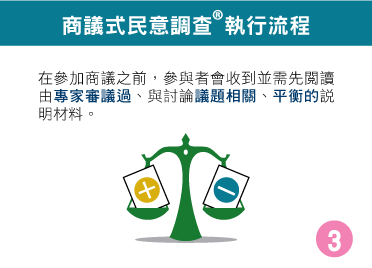 商議式民意調查®執行流程
在參加商議之前，參與者會收到並需先閱讀
由專家審議過、與討論議題相關、平衡的說
明材料。
3